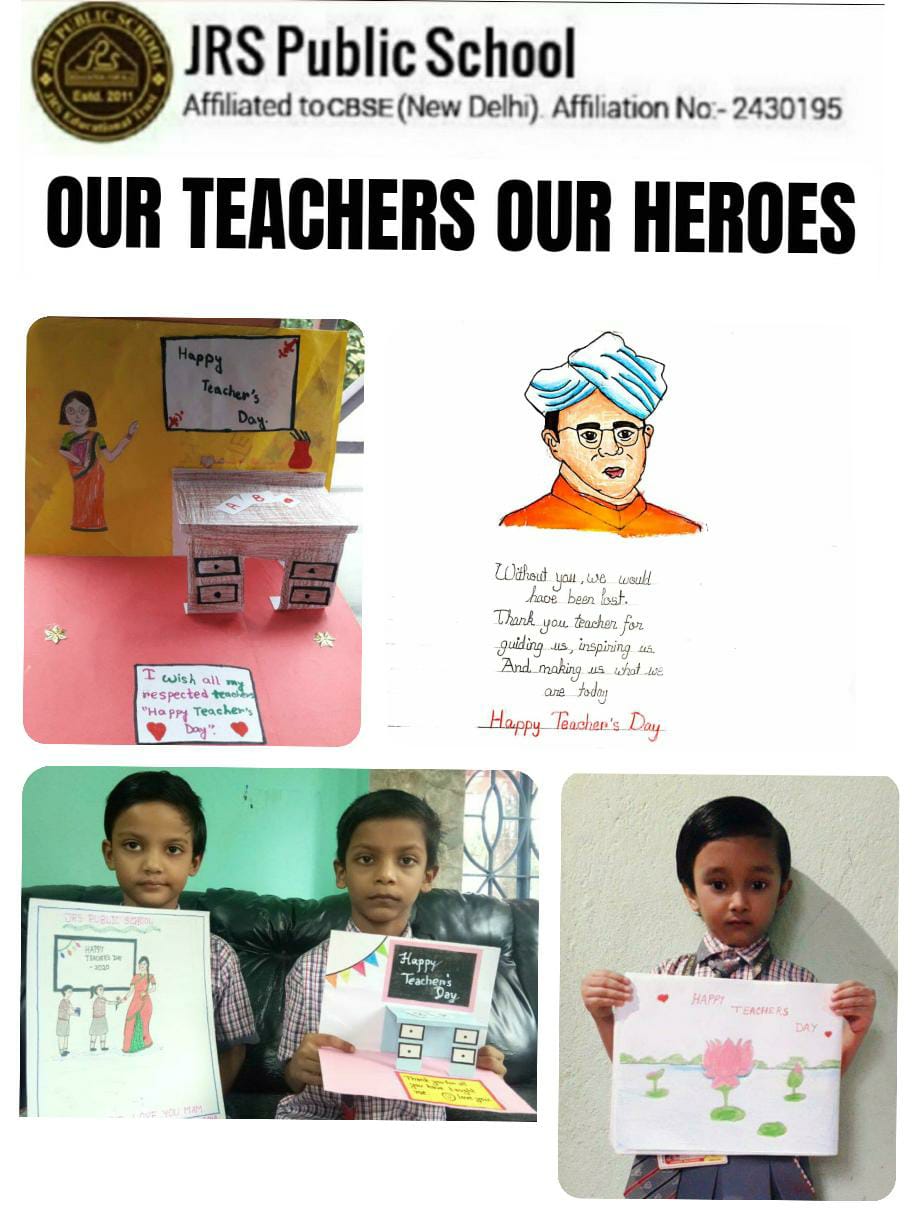 JRS PUBLIC SCHOOL
Estd. 2011
JRS Educational Trust
JRS Public School
Affiliated to CBSE (New Delhi). Affiliation No:- 2430195
OUR TEACHERS OUR HEROES
Happy
Teacher's
Day.
A B
I wish all my
respected teachers
"Happy Teacher's
Day".
Without you, we would
have been lost.
Thank you teacher for
guiding us, inspiring us
And making us what we
are today
Happy Teacher's Day
JRS PUBLIC SCHOOL
HAPPY
TEACHER'S DAY
- 2020
LOVE YOU MAM
Happy
Teacher's
Day
Thank you for all
you have taught
me I love you
HAPPY
TEACHERS
DAY